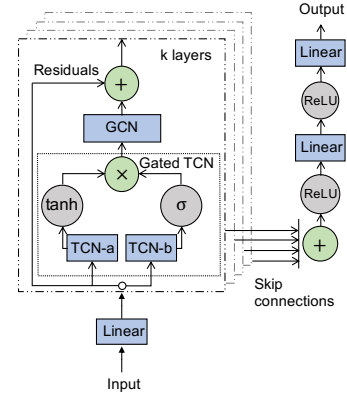 Output
k layers
Linear
Residuals
+
ReLU
GCN
Linear
Gated TCN
×
ReLU
tanh
σ
TCN-a
TCN-b
+
Skip
connections
Linear
Input